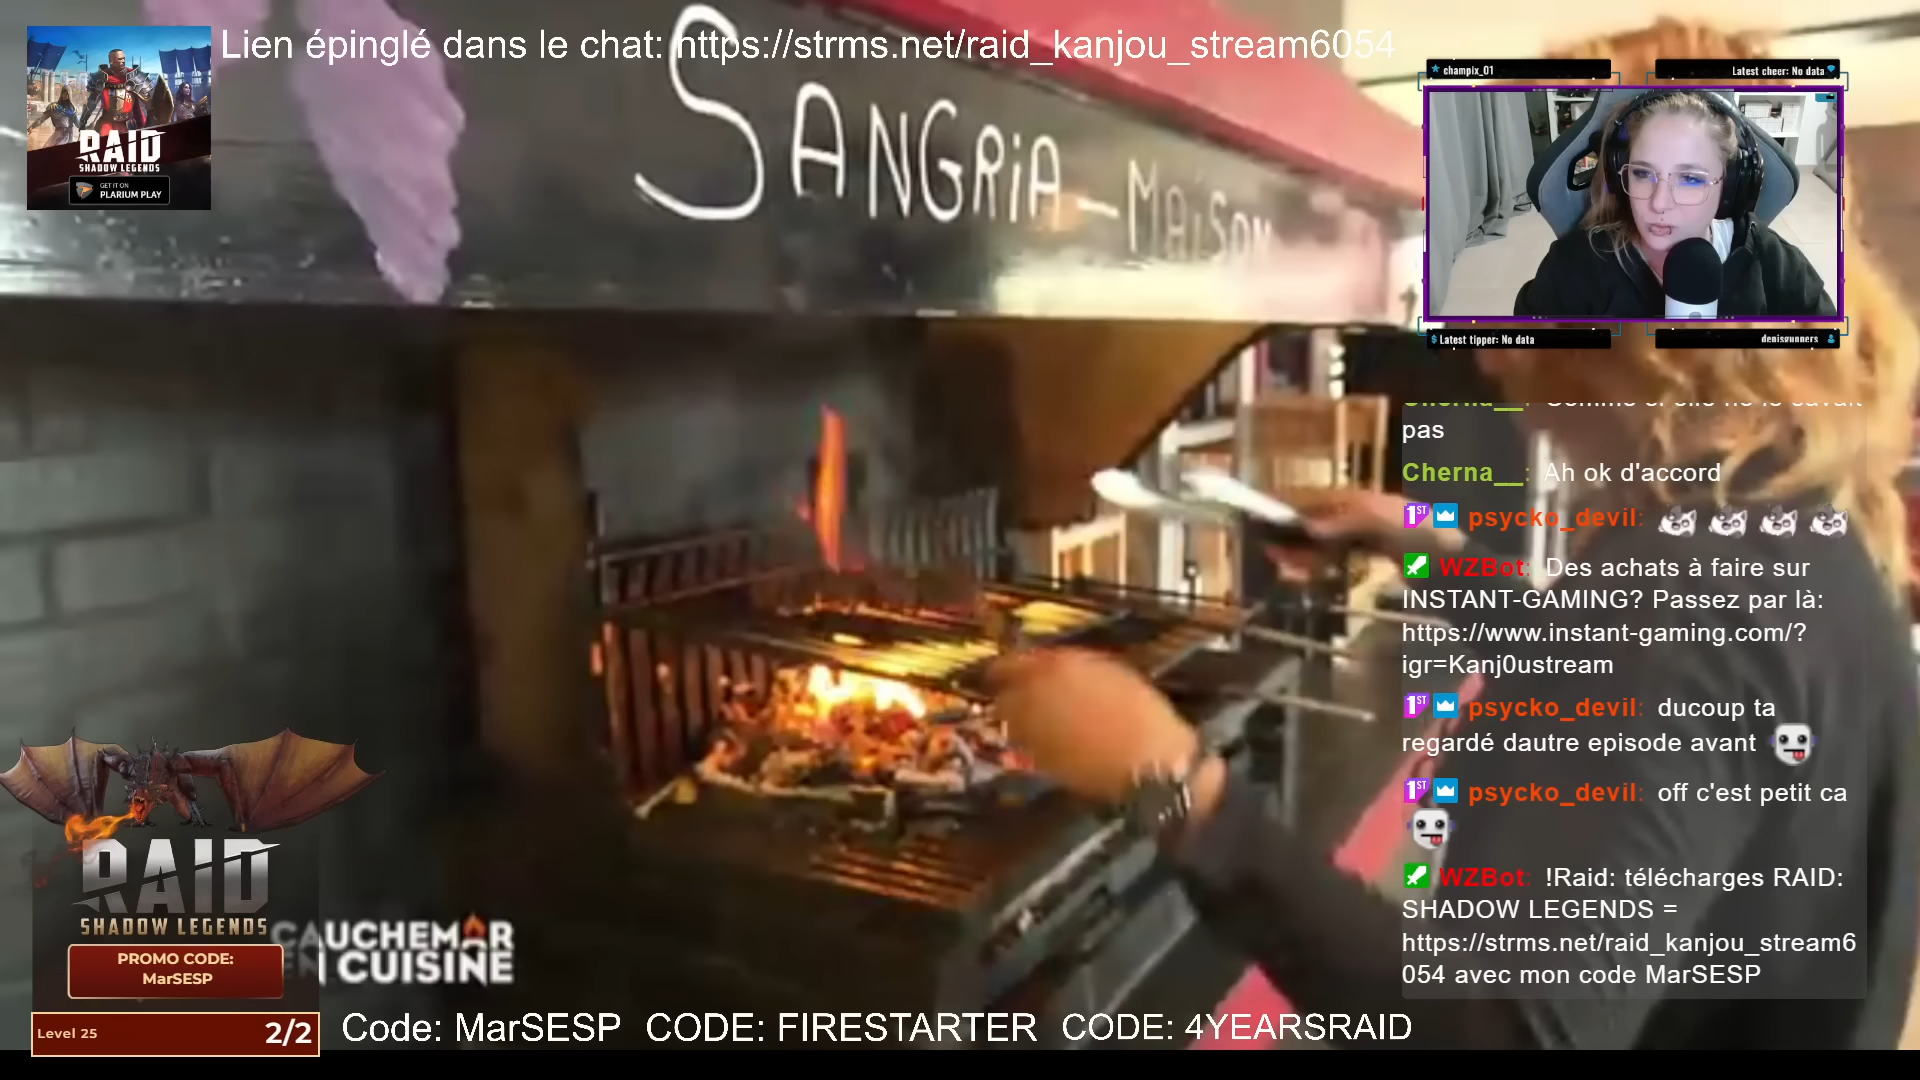 Lien épinglé dans le chat: https://strms.net/raid_kanjou_stream6054
RAID
SHADOW LEGENDS
GET IT ON
PLARIUM PLAY
SANGRiA-MAiSON
champix_01
Latest cheer: No data
Latest tipper: No data
denisgunners
pas
Cherna__: Ah ok d'accord
1ST psycko_devil:
WZBot: Des achats à faire sur
INSTANT-GAMING? Passez par là:
https://www.instant-gaming.com/?
igr=Kanj0ustream
1ST psycko_devil: ducoup ta
regardé dautre episode avant
1ST psycko_devil: off c'est petit ca
WZBot: !Raid: télécharges RAID:
SHADOW LEGENDS =
https://strms.net/raid_kanjou_stream6
054 avec mon code MarSESP
RAID
SHADOW LEGENDS
PROMO CODE:
MarSESP
CAUCHEMAR
EN CUISINE
Level 25
2/2
Code: MarSESP CODE: FIRESTARTER CODE: 4YEARSRAID